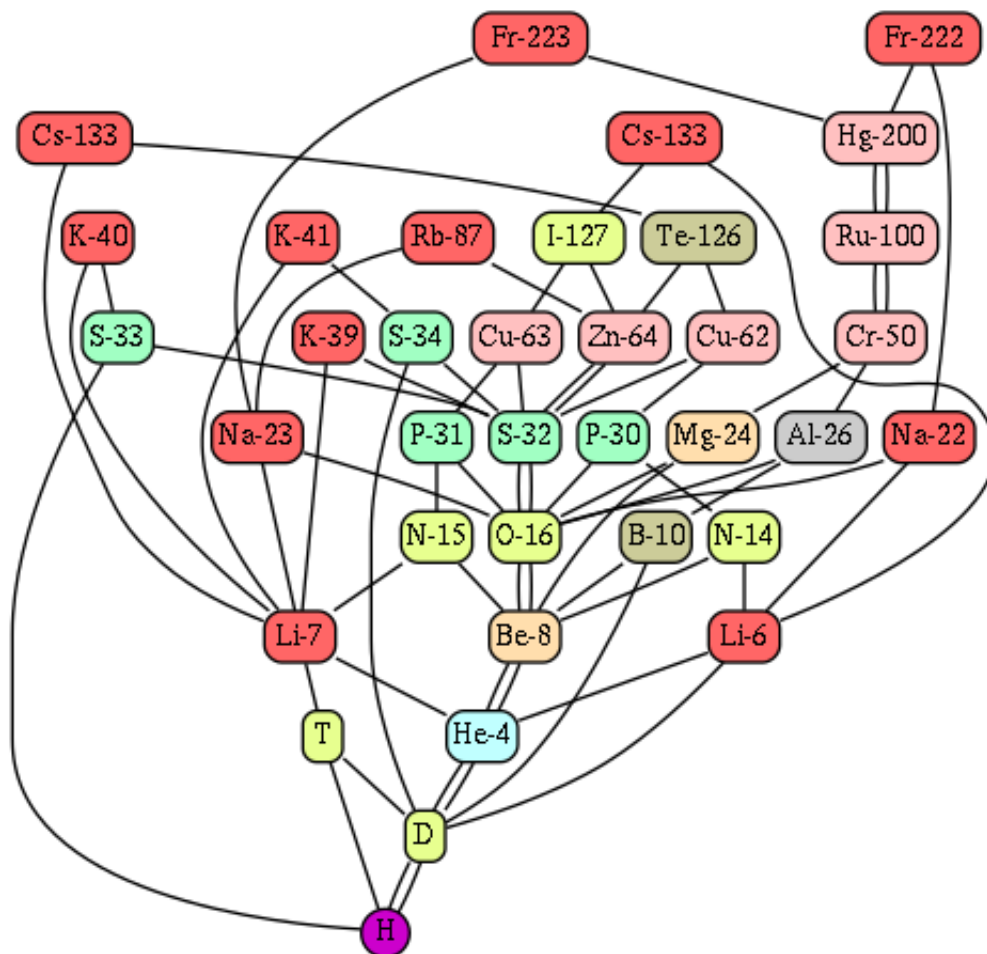 Fr-223
Fr-222
Cs-133
Cs-133
Hg-200
K-40
K-41
Rb-87
I-127
Te-126
Ru-100
S-33
K-39
S-34
Cu-63
Zn-64
Cu-62
Cr-50
Na-23
P-31
S-32
P-30
Mg-24
Al-26
Na-22
N-15
O-16
B-10
N-14
Li-7
Be-8
Li-6
T
He-4
D
H